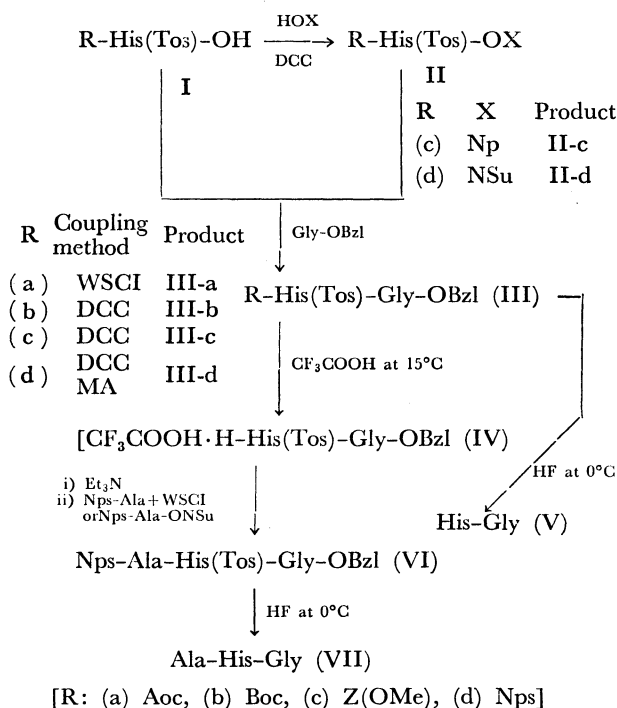 HOX
R-His(Tos)-OH → R-His(Tos)-OX
DCC
I
II
R X Product
(c) Np II-c
(d) NSu II-d
Gly-OBzl
R Coupling method Product
(a) WSCI III-a
(b) DCC III-b
(c) DCC III-c
(d) DCC MA III-d
R-His(Tos)-Gly-OBzl (III)
CF₃COOH at 15°C
[CF₃COOH·H-His(Tos)-Gly-OBzl (IV)
HF at 0°C
His-Gly (V)
i) Et₃N
ii) Nps-Ala+WSCI
orNps-Ala-ONSu
Nps-Ala-His(Tos)-Gly-OBzl (VI)
HF at 0°C
Ala-His-Gly (VII)
[R: (a) Aoc, (b) Boc, (c) Z(OMe), (d) Nps]